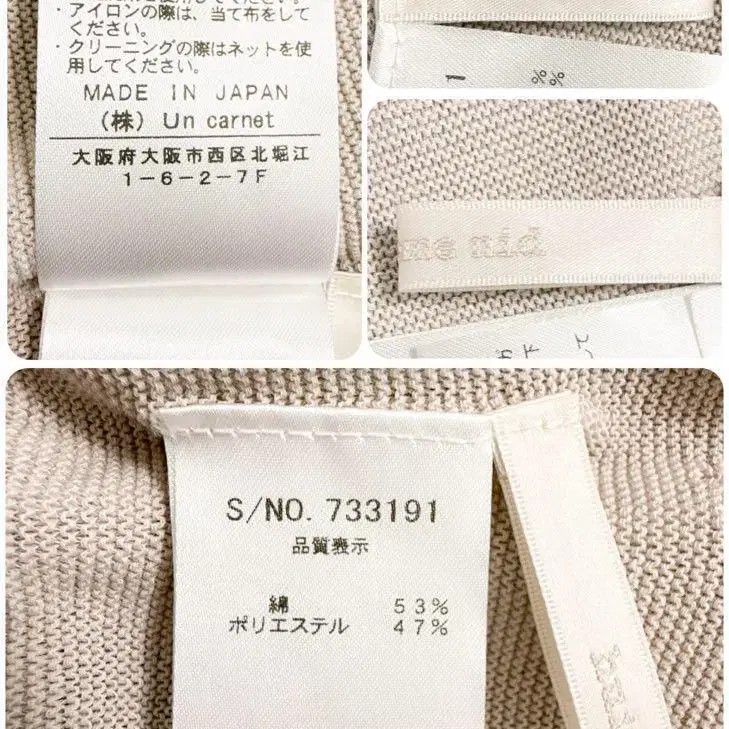 ・アイロンの際は、当て布をして
ください。
・クリーニングの際はネットを使
用してください。
MADE IN JAPAN
(株) Un carnet
大阪府大阪市西区北堀江
1-6-2-7F
1
%
%
S/NO. 733191
品質表示
綿 53%
ポリエステル 47%